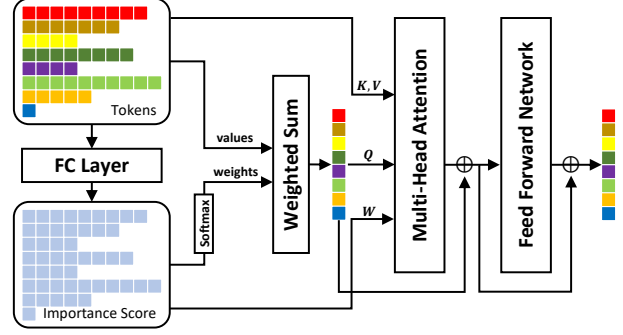 Tokens
FC Layer
Importance Score
Softmax
values
weights
Weighted Sum
K, V
Q
W
Multi-Head Attention
Feed Forward Network